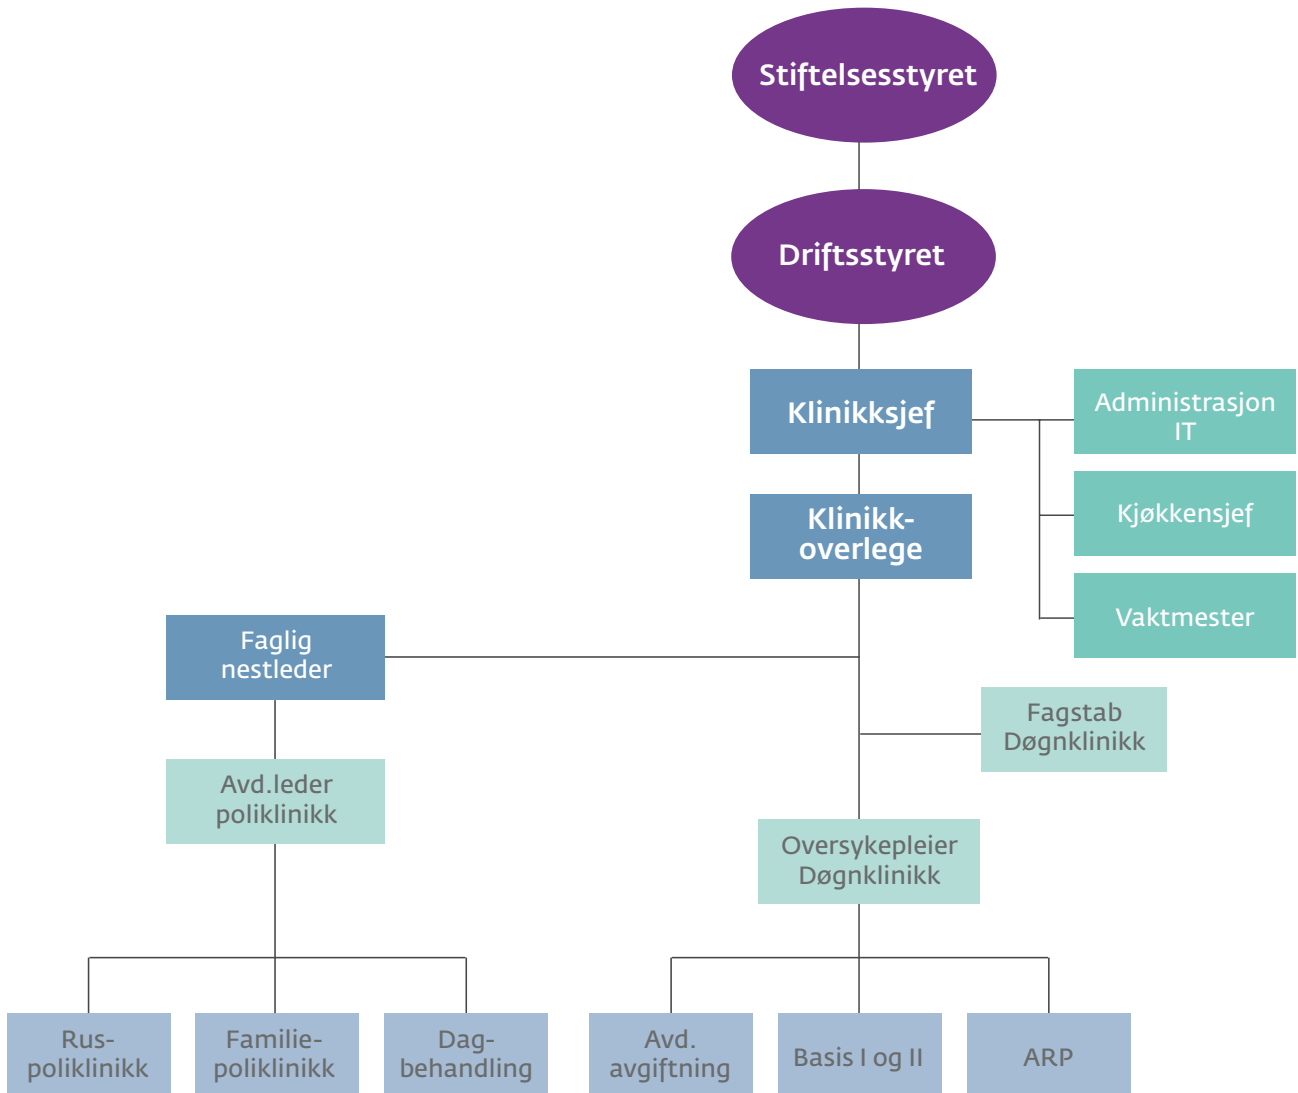 Stiftelsesstyret
Driftsstyret
Klinikksjef
Administrasjon
IT
Klinikk-
overlege
Kjøkkensjef
Vaktmester
Faglig
nestleder
Fagstab
Døgnklinikk
Avd.leder
poliklinikk
Oversykepleier
Døgnklinikk
Rus-
poliklinikk
Familie-
poliklinikk
Dag-
behandling
Avd.
avgiftning
Basis I og II
ARP